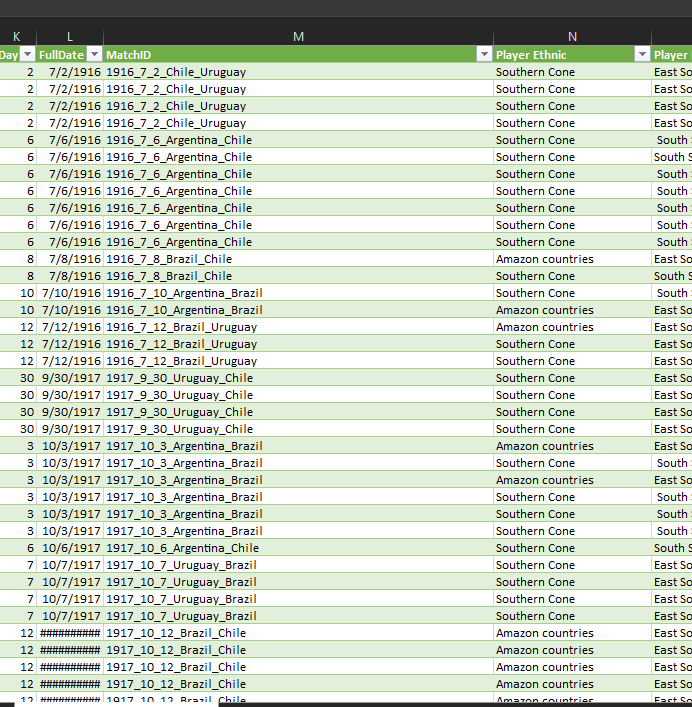 K L M N
Day FullDate MatchID Player Ethnic Player
2 7/2/1916 1916_7_2_Chile_Uruguay Southern Cone East So
2 7/2/1916 1916_7_2_Chile_Uruguay Southern Cone East So
2 7/2/1916 1916_7_2_Chile_Uruguay Southern Cone East So
2 7/2/1916 1916_7_2_Chile_Uruguay Southern Cone East So
6 7/6/1916 1916_7_6_Argentina_Chile Southern Cone South
6 7/6/1916 1916_7_6_Argentina_Chile Southern Cone South S
6 7/6/1916 1916_7_6_Argentina_Chile Southern Cone South
6 7/6/1916 1916_7_6_Argentina_Chile Southern Cone South
6 7/6/1916 1916_7_6_Argentina_Chile Southern Cone South
6 7/6/1916 1916_7_6_Argentina_Chile Southern Cone South
6 7/6/1916 1916_7_6_Argentina_Chile Southern Cone South
8 7/8/1916 1916_7_8_Brazil_Chile Amazon countries East So
8 7/8/1916 1916_7_8_Brazil_Chile Southern Cone South S
10 7/10/1916 1916_7_10_Argentina_Brazil Southern Cone South
10 7/10/1916 1916_7_10_Argentina_Brazil Amazon countries East So
12 7/12/1916 1916_7_12_Brazil_Uruguay Amazon countries East So
12 7/12/1916 1916_7_12_Brazil_Uruguay Southern Cone East So
12 7/12/1916 1916_7_12_Brazil_Uruguay Southern Cone East So
30 9/30/1917 1917_9_30_Uruguay_Chile Southern Cone East So
30 9/30/1917 1917_9_30_Uruguay_Chile Southern Cone East So
30 9/30/1917 1917_9_30_Uruguay_Chile Southern Cone East So
30 9/30/1917 1917_9_30_Uruguay_Chile Southern Cone East So
3 10/3/1917 1917_10_3_Argentina_Brazil Amazon countries East So
3 10/3/1917 1917_10_3_Argentina_Brazil Southern Cone South
3 10/3/1917 1917_10_3_Argentina_Brazil Amazon countries East So
3 10/3/1917 1917_10_3_Argentina_Brazil Southern Cone South
3 10/3/1917 1917_10_3_Argentina_Brazil Southern Cone South
3 10/3/1917 1917_10_3_Argentina_Brazil Southern Cone South
6 10/6/1917 1917_10_6_Argentina_Chile Southern Cone South S
7 10/7/1917 1917_10_7_Uruguay_Brazil Southern Cone East So
7 10/7/1917 1917_10_7_Uruguay_Brazil Southern Cone East So
7 10/7/1917 1917_10_7_Uruguay_Brazil Southern Cone East So
7 10/7/1917 1917_10_7_Uruguay_Brazil Southern Cone East So
12 ########## 1917_10_12_Brazil_Chile Amazon countries East So
12 ########## 1917_10_12_Brazil_Chile Amazon countries East So
12 ########## 1917_10_12_Brazil_Chile Amazon countries East So
12 ########## 1917_10_12_Brazil_Chile Amazon countries East So
12 ########## 1917_10_12_Brazil_Chile Amazon countries East So